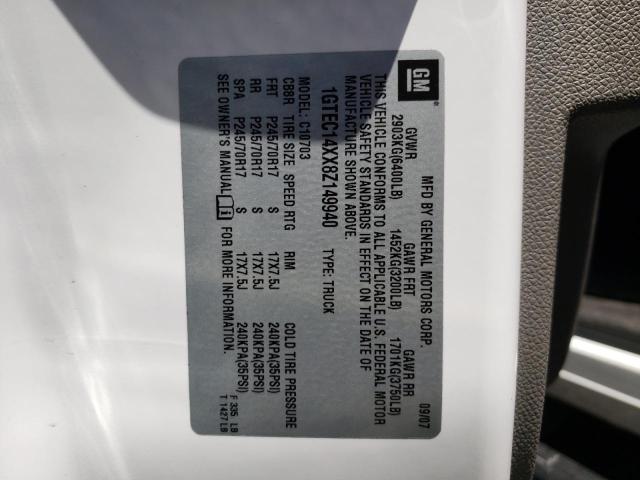 GM ®
MFD BY GENERAL MOTORS CORP. 09/07
GVWR GAWR FRT GAWR RR
2903KG(6400LB) 1452KG(3200LB) 1701KG(3750LB)
THIS VEHICLE CONFORMS TO ALL APPLICABLE U.S. FEDERAL MOTOR
VEHICLE SAFETY STANDARDS IN EFFECT ON THE DATE OF
MANUFACTURE SHOWN ABOVE.
1GTEC14XX8Z149940 TYPE: TRUCK
MODEL: C10703
CB8R TIRE SIZE SPEED RTG RIM COLD TIRE PRESSURE
FRT P245/70R17 S 17X7.5J 240KPA(35PSI)
RR P245/70R17 S 17X7.5J 240KPA(35PSI)
SPA P245/70R17 S 17X7.5J 240KPA(35PSI)
SEE OWNER'S MANUAL i FOR MORE INFORMATION.
F 335 LB
T 1427 LB